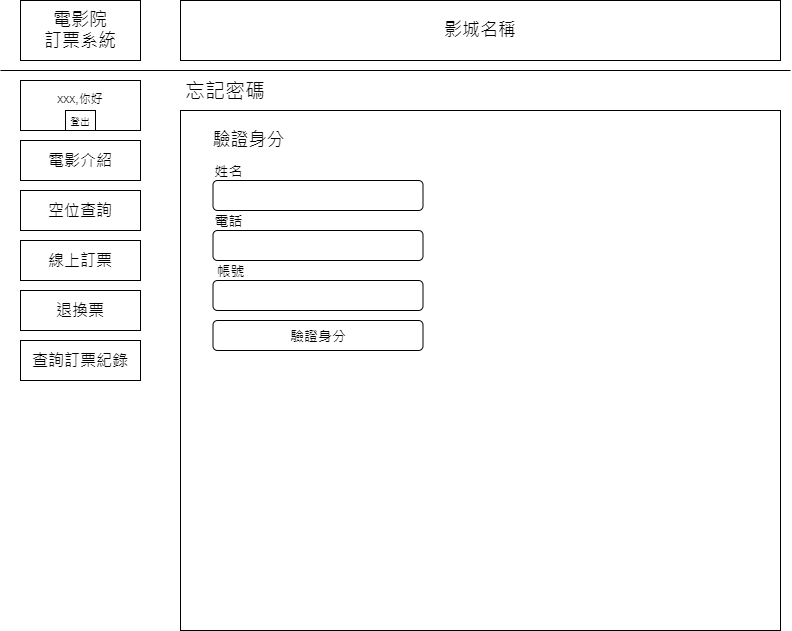 電影院
訂票系統
影城名稱
xxx,你好
登出
電影介紹
空位查詢
線上訂票
退換票
查詢訂票紀錄
忘記密碼
驗證身分
姓名
電話
帳號
驗證身分